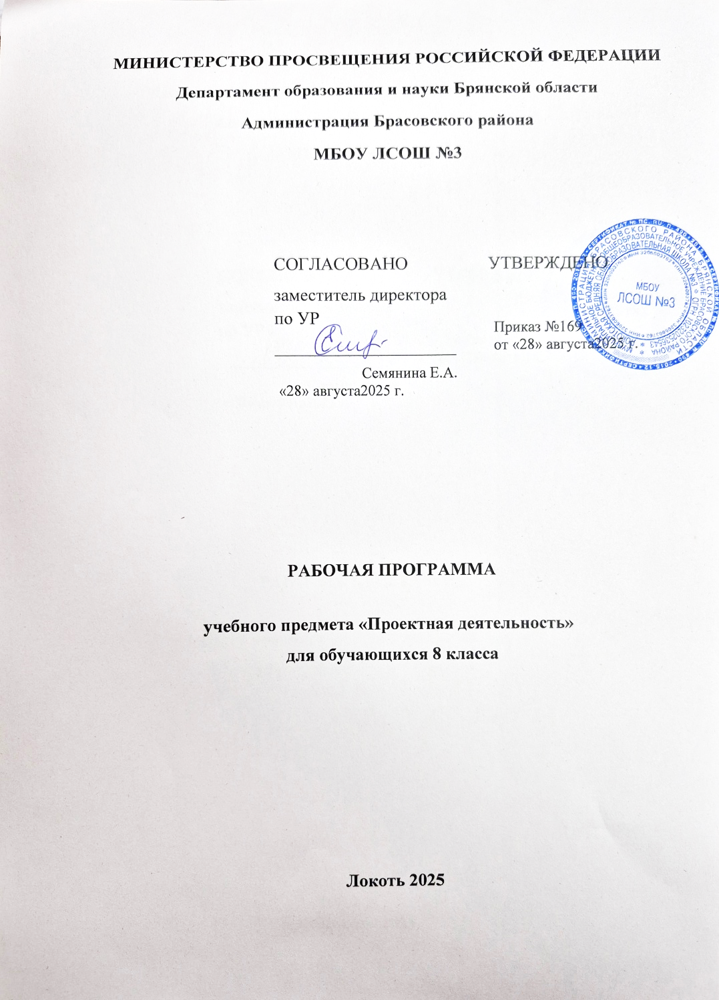 МИНИСТЕРСТВО ПРОСВЕЩЕНИЯ РОССИЙСКОЙ ФЕДЕРАЦИИ
Департамент образования и науки Брянской области
Администрация Брасовского района
МБОУ ЛСОШ №3
СОГЛАСОВАНО
заместитель директора
по УР
Семянина Е.А.
«28» августа2025 г.
УТВЕРЖДЕНО
Приказ №169
от «28» августа2025 г.
МБОУ
ЛСОШ №3
РАБОЧАЯ ПРОГРАММА
учебного предмета «Проектная деятельность»
для обучающихся 8 класса
Локоть 2025